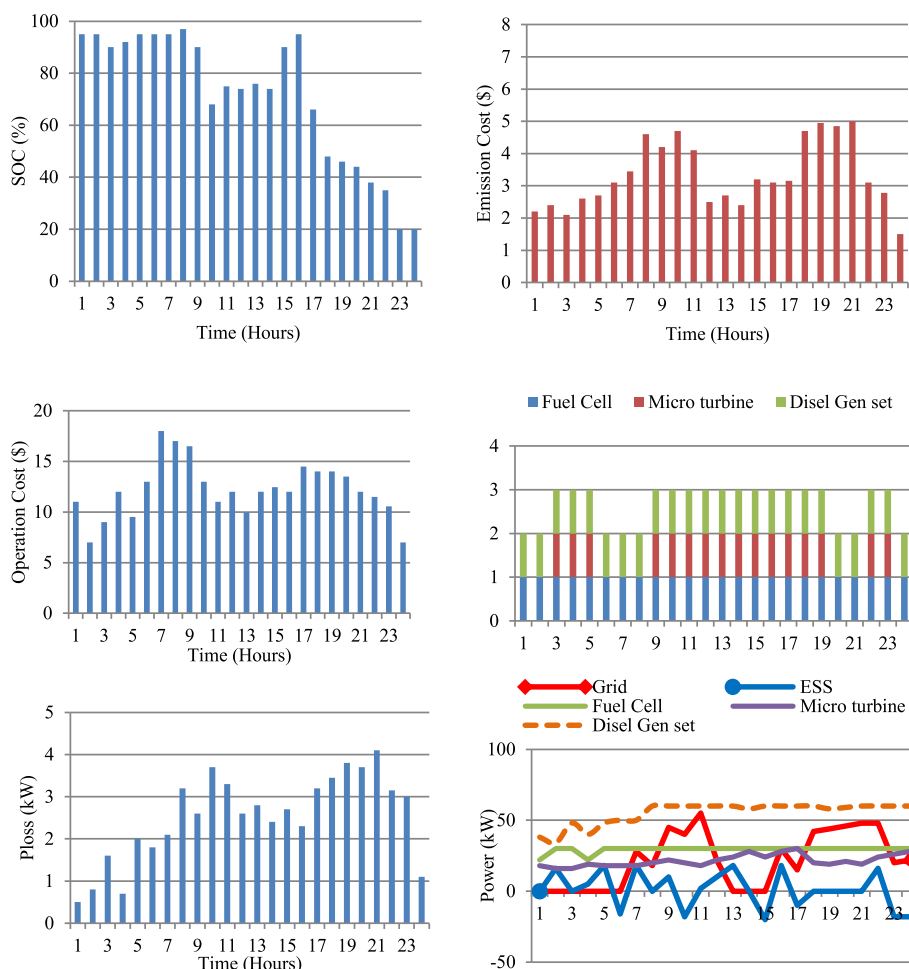 SOC (%)
100
80
60
40
20
0
1 3 5 7 9 11 13 15 17 19 21 23
Time (Hours)
Emission Cost ($)
8
7
6
5
4
3
2
1
0
1 3 5 7 9 11 13 15 17 19 21 23
Time (Hours)
Operation Cost ($)
20
15
10
5
0
1 3 5 7 9 11 13 15 17 19 21 23
Time (Hours)
Fuel Cell Micro turbine Disel Gen set
4
3
2
1
0
1 3 5 7 9 11 13 15 17 19 21 23
Ploss (kW)
5
4
3
2
1
0
1 3 5 7 9 11 13 15 17 19 21 23
Time (Hours)
Grid ESS
Fuel Cell Micro turbine
Disel Gen set
Power (kW)
100
50
0
-50
1 3 5 7 9 11 13 15 17 19 21 23